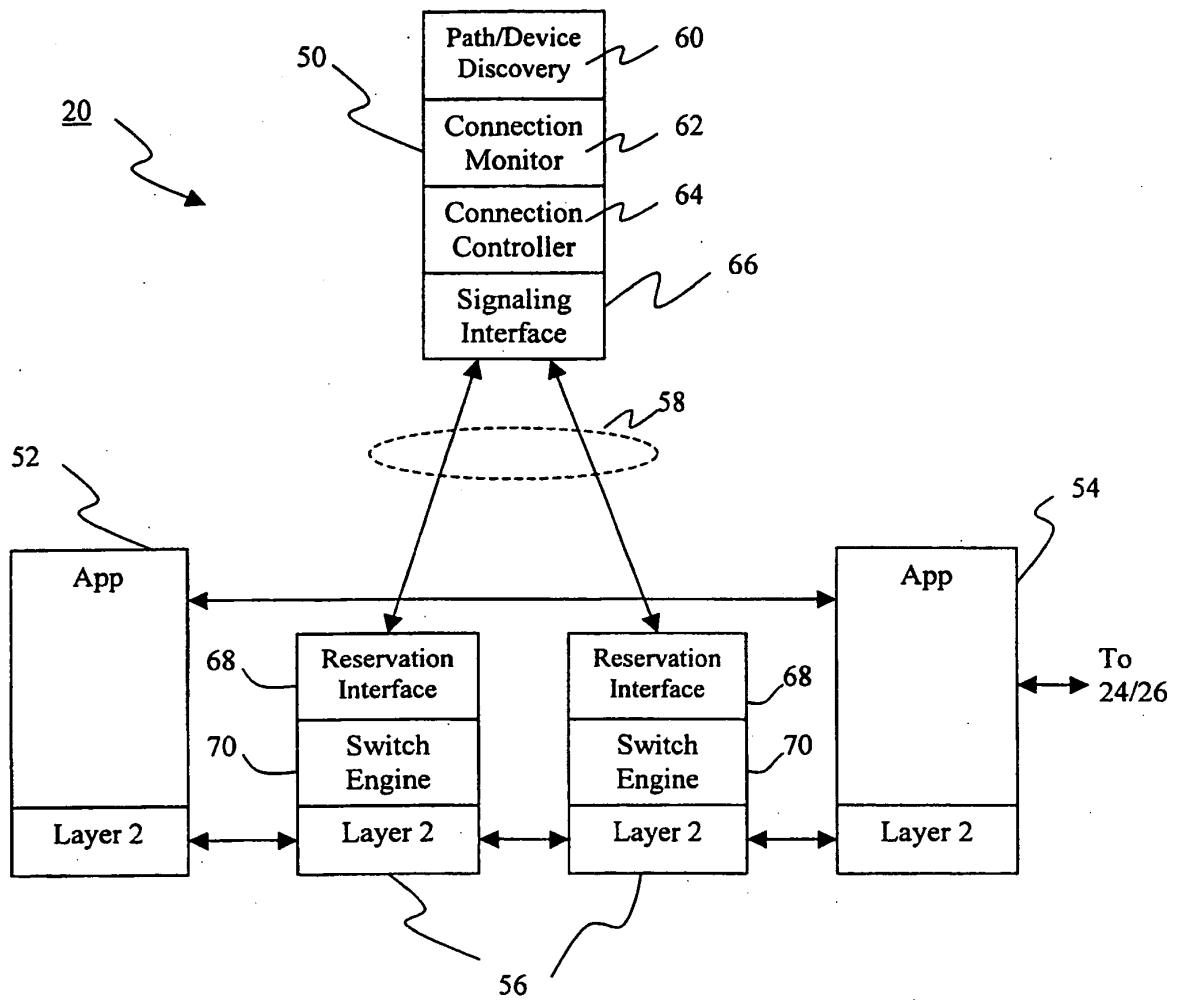 Path/Device
Discovery
60
50
20
Connection
Monitor
62
Connection
Controller
64
Signaling
Interface
66
58
52
54
App
App
Reservation
Interface
68
Reservation
Interface
68
To
24/26
70
Switch
Engine
Switch
Engine
70
Layer 2
Layer 2
Layer 2
Layer 2
56